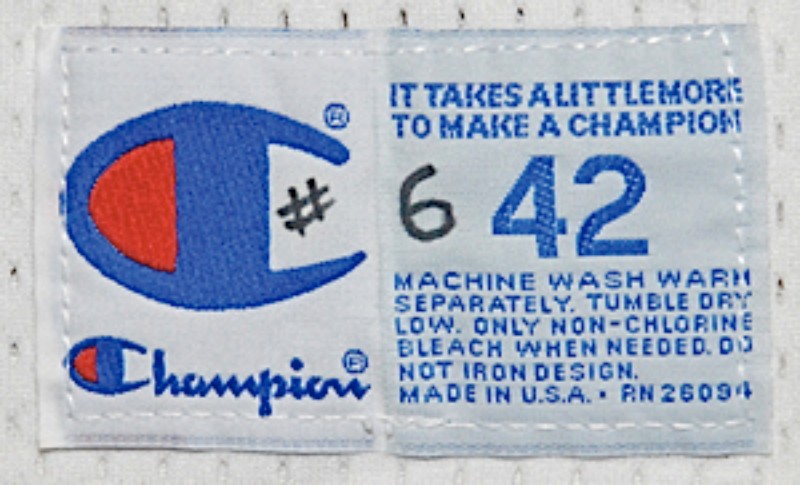 ®
# 6 42
Champion®
IT TAKES A LITTLE MORE
TO MAKE A CHAMPION
MACHINE WASH WARM
SEPARATELY. TUMBLE DRY
LOW. ONLY NON-CHLORINE
BLEACH WHEN NEEDED. DO
NOT IRON DESIGN.
MADE IN U.S.A. • RN 26094